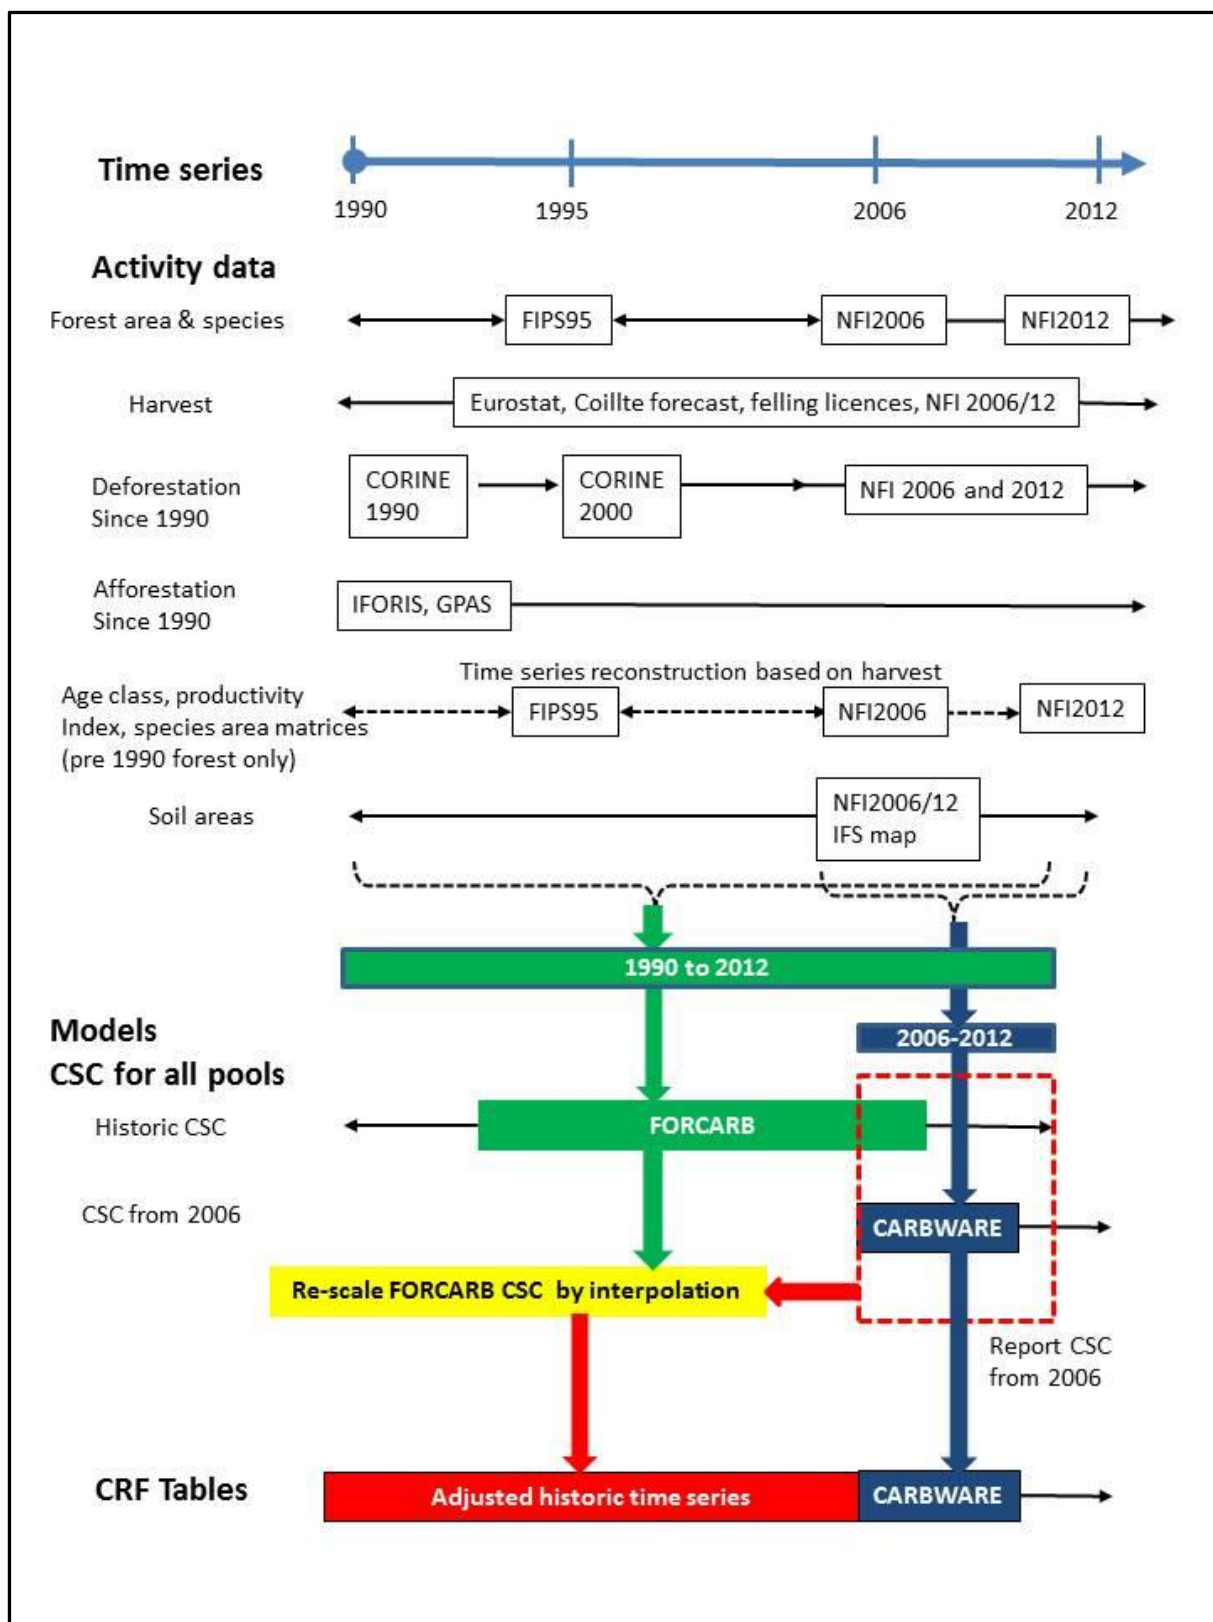 Time series
1990
1995
2006
2012
Activity data
Forest area & species
FIPS95
NFI2006
NFI2012
Harvest
Eurostat, Coillte forecast, felling licences, NFI 2006/12
Deforestation
Since 1990
CORINE
1990
CORINE
2000
NFI 2006 and 2012
Afforestation
Since 1990
IFORIS, GPAS
Time series reconstruction based on harvest
Age class, productivity
Index, species area matrices
(pre 1990 forest only)
FIPS95
NFI2006
NFI2012
Soil areas
NFI2006/12
IFS map
1990 to 2012
Models
CSC for all pools
2006-2012
Historic CSC
FORCARB
CSC from 2006
CARBWARE
Re-scale FORCARB CSC by interpolation
Report CSC
from 2006
CRF Tables
Adjusted historic time series
CARBWARE